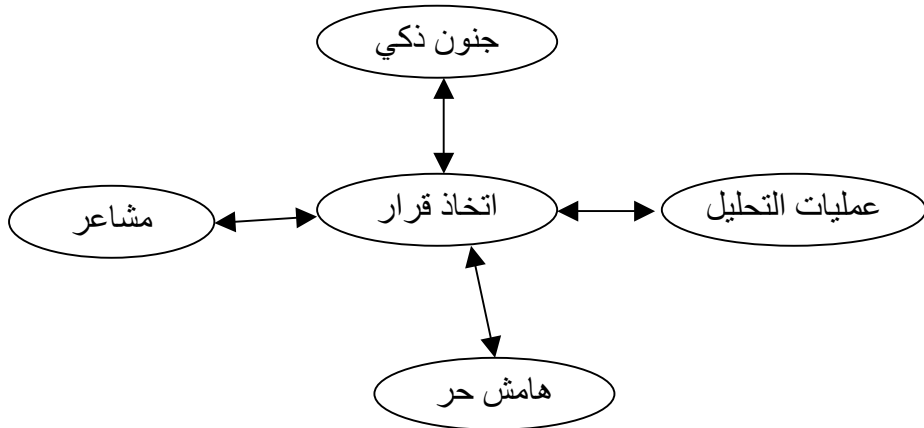 جنون ذكي
اتخاذ قرار
عمليات التحليل
مشاعر
هامش حر